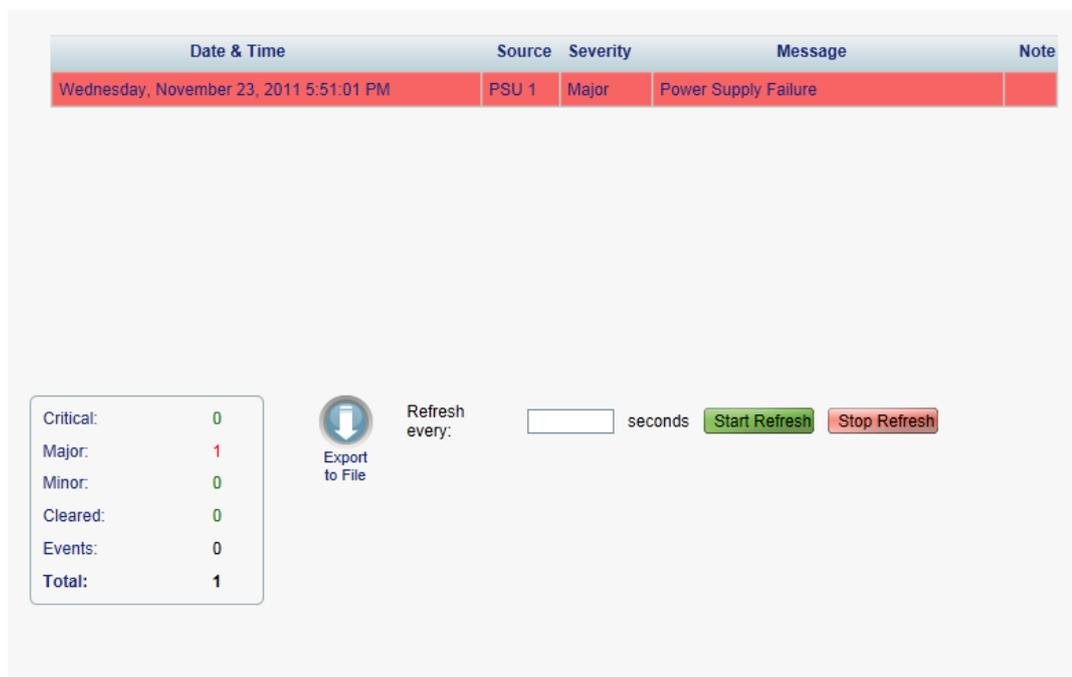 Date & Time Source Severity Message Note
Wednesday, November 23, 2011 5:51:01 PM PSU 1 Major Power Supply Failure
Critical: 0
Major: 1
Minor: 0
Cleared: 0
Events: 0
Total: 1
Export
to File
Refresh
every:
seconds Start Refresh Stop Refresh